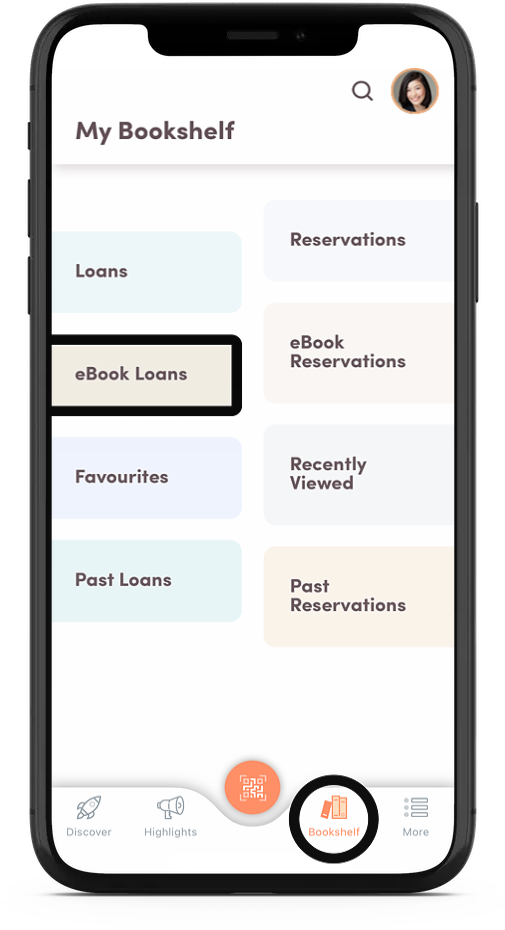 My Bookshelf
Loans
eBook Loans
Favourites
Past Loans
Reservations
eBook
Reservations
Recently
Viewed
Past
Reservations
Discover
Highlights
Bookshelf
More